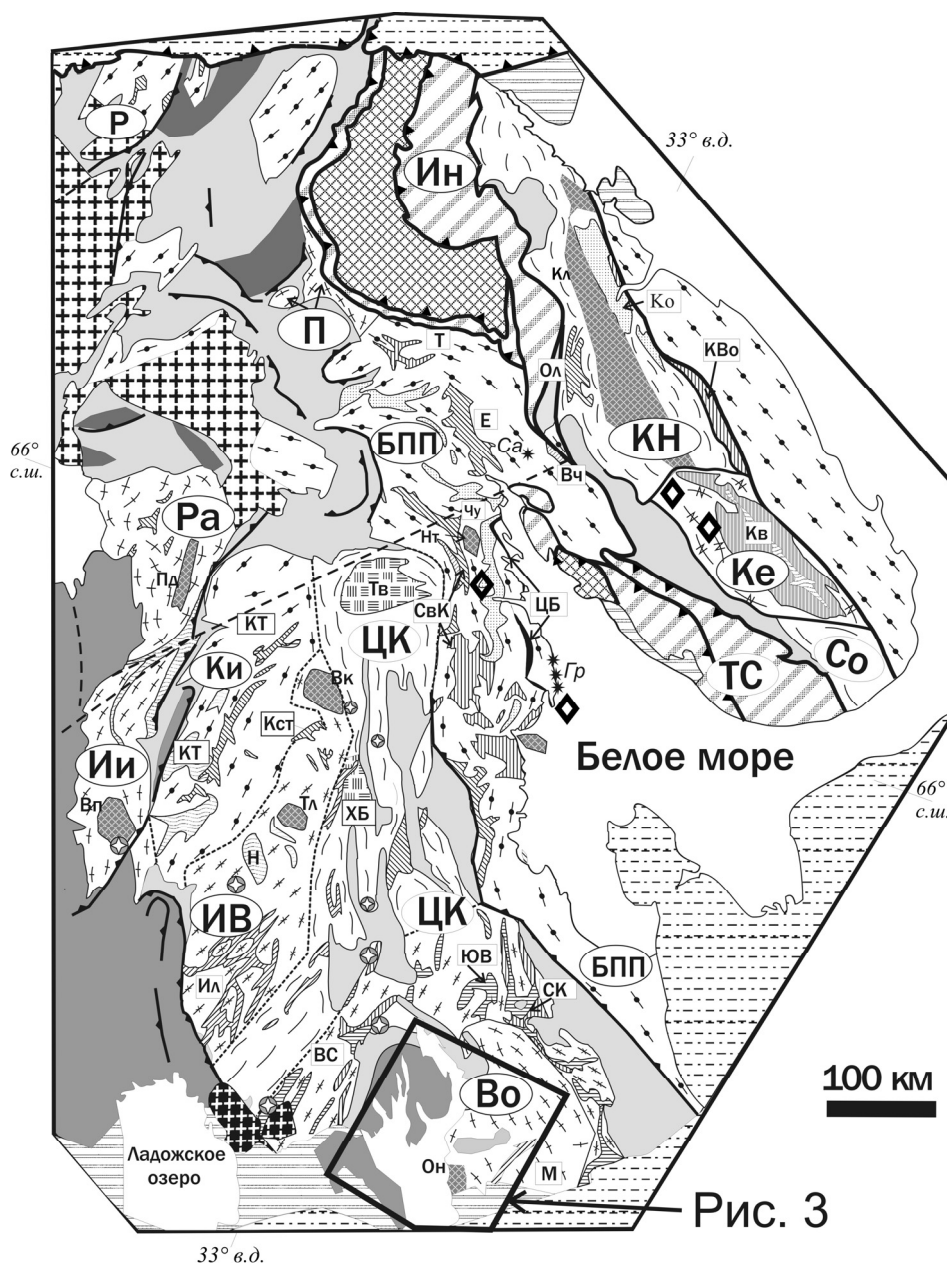 Р
Ин
33° в.д.
Кл
Ко
П
Т
КВо
Ол
Е
БПП
Са
КН
66°
с.ш.
Вч
Ра
Чу
Нт
Кв
Ке
Пд
Тв
СвК
ЦБ
КТ
ЦК
Ки
Со
ТС
Вк
Гр
Кст
КТ
Ии
Белое море
66°
с.ш.
Вп
Тл
ХБ
Н
ИВ
ЦК
ЮВ
БПП
Ил
СК
ВС
100 км
Во
Ладожское
озеро
Он
М
Рис. 3
33° в.д.